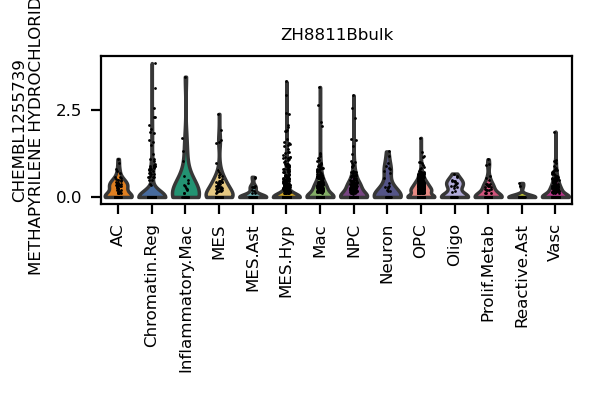 ZH8811Bbulk
CHEMBL1255739
METHAPYRILENE HYDROCHLORID
2.5
0.0
AC
Chromatin.Reg
Inflammatory.Mac
MES
MES.Ast
MES.Hyp
Mac
NPC
Neuron
OPC
Oligo
Prolif.Metab
Reactive.Ast
Vasc